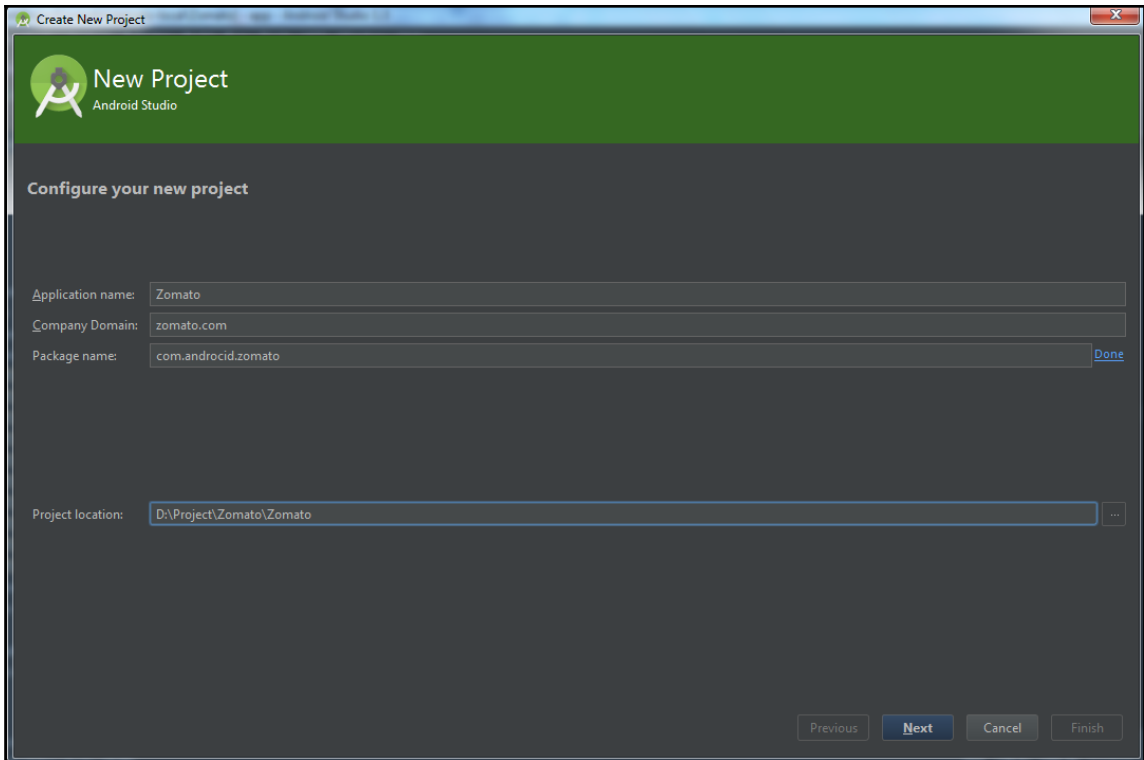 Create New Project
New Project
Android Studio
Configure your new project
Application name: Zomato
Company Domain: zomato.com
Package name: com.androcid.zomato Done
Project location: D:\Project\Zomato\Zomato ...
Previous Next Cancel Finish